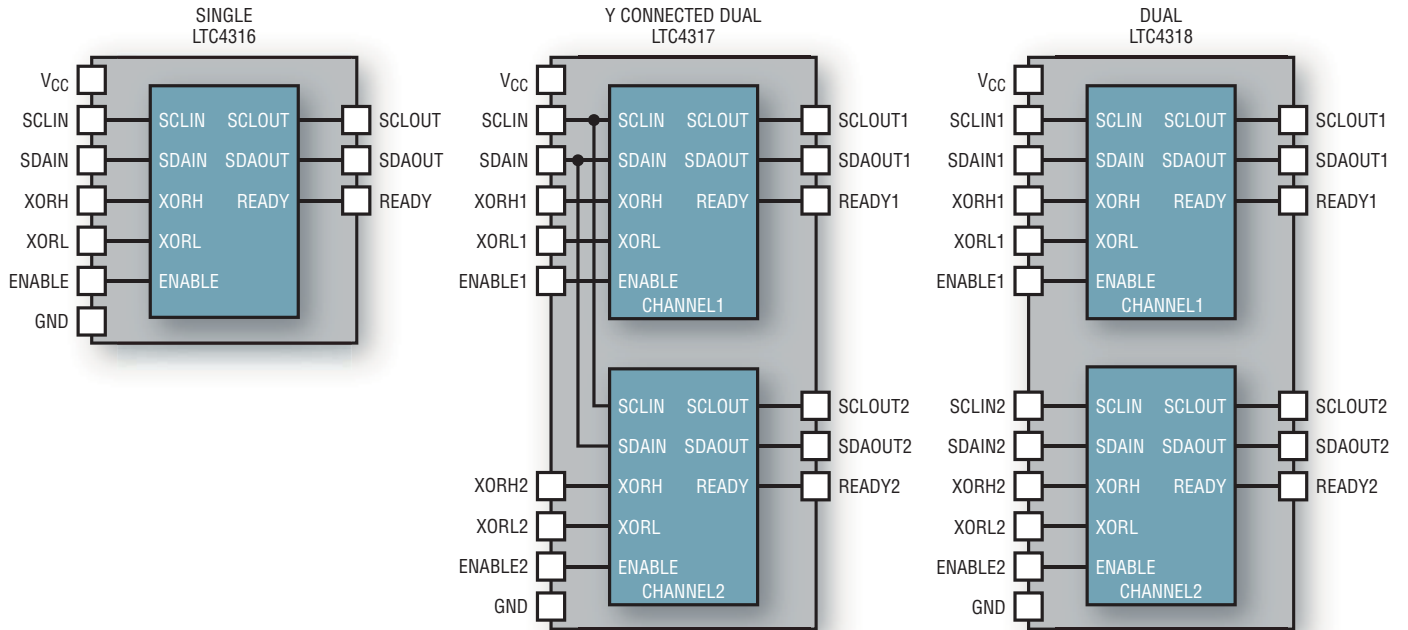 SINGLE
LTC4316
VCC
SCLIN
SDAIN
XORH
XORL
ENABLE
GND
SCLIN SCLOUT
SDAIN SDAOUT
XORH READY
XORL
ENABLE
SCLOUT
SDAOUT
READY
Y CONNECTED DUAL
LTC4317
VCC
SCLIN
SDAIN
XORH1
XORL1
ENABLE1
SCLIN SCLOUT
SDAIN SDAOUT
XORH READY
XORL
ENABLE
CHANNEL1
SCLOUT1
SDAOUT1
READY1
XORH2
XORL2
ENABLE2
GND
SCLIN SCLOUT
SDAIN SDAOUT
XORH READY
XORL
ENABLE
CHANNEL2
SCLOUT2
SDAOUT2
READY2
DUAL
LTC4318
VCC
SCLIN1
SDAIN1
XORH1
XORL1
ENABLE1
SCLIN SCLOUT
SDAIN SDAOUT
XORH READY
XORL
ENABLE
CHANNEL1
SCLOUT1
SDAOUT1
READY1
SCLIN2
SDAIN2
XORH2
XORL2
ENABLE2
GND
SCLIN SCLOUT
SDAIN SDAOUT
XORH READY
XORL
ENABLE
CHANNEL2
SCLOUT2
SDAOUT2
READY2